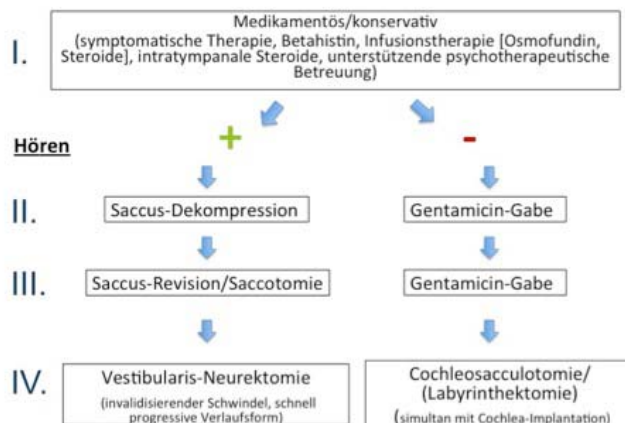 Medikamentös/konservativ
(symptomatische Therapie, Betahistin, Infusionstherapie [Osmofundin,
Steroide], intratympanale Steroide, unterstützende psychotherapeutische
Betreuung)
I.
Hören
+ -
II.
Saccus-Dekompression
Gentamicin-Gabe
III.
Saccus-Revision/Saccotomie
Gentamicin-Gabe
IV.
Vestibularis-Neurektomie
(invalidisierender Schwindel, schnell
progressive Verlaufsform)
Cochleosacculotomie/
(Labyrinthektomie)
(simultan mit Cochlea-Implantation)